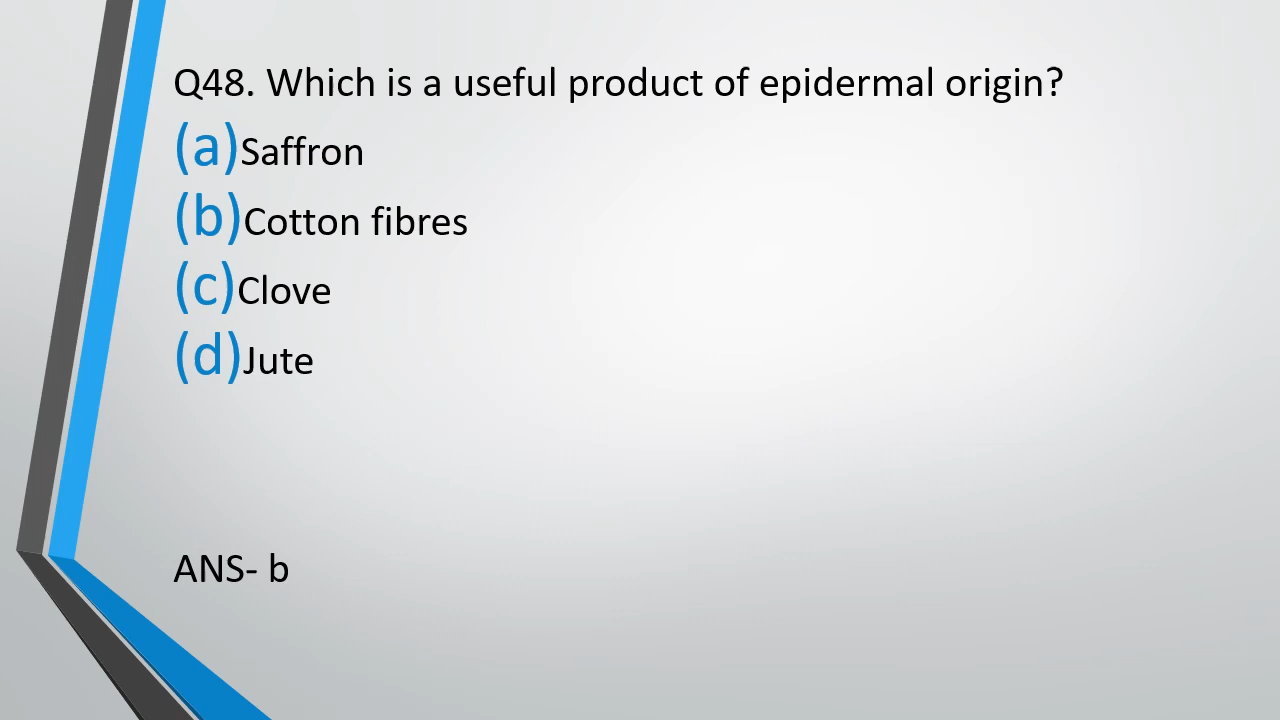 Q48. Which is a useful product of epidermal origin?
(a)Saffron
(b)Cotton fibres
(c)Clove
(d)Jute
ANS- b